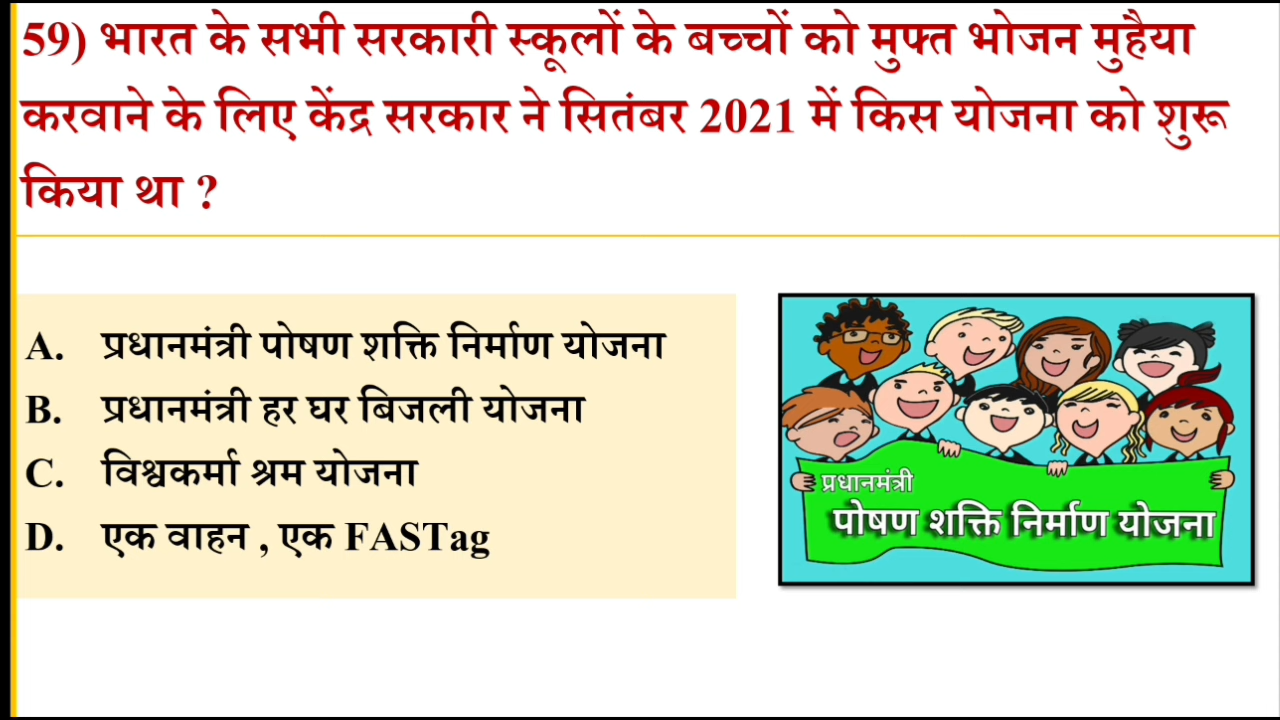 59) भारत के सभी सरकारी स्कूलों के बच्चों को मुफ्त भोजन मुहैया
करवाने के लिए केंद्र सरकार ने सितंबर 2021 में किस योजना को शुरू
किया था ?
A. प्रधानमंत्री पोषण शक्ति निर्माण योजना
B. प्रधानमंत्री हर घर बिजली योजना
C. विश्वकर्मा श्रम योजना
D. एक वाहन , एक FASTag
प्रधानमंत्री
पोषण शक्ति निर्माण योजना